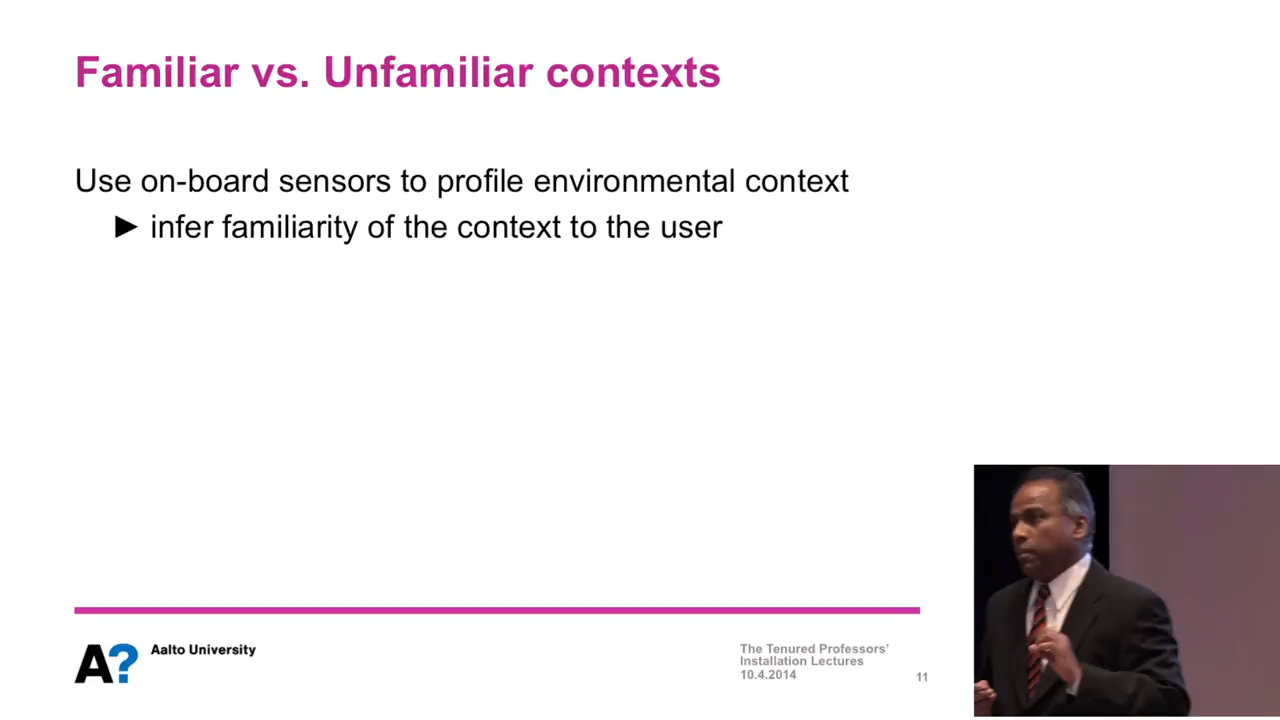 Familiar vs. Unfamiliar contexts
Use on-board sensors to profile environmental context
► infer familiarity of the context to the user
A?
Aalto University
The Tenured Professors'
Installation Lectures
10.4.2014
11